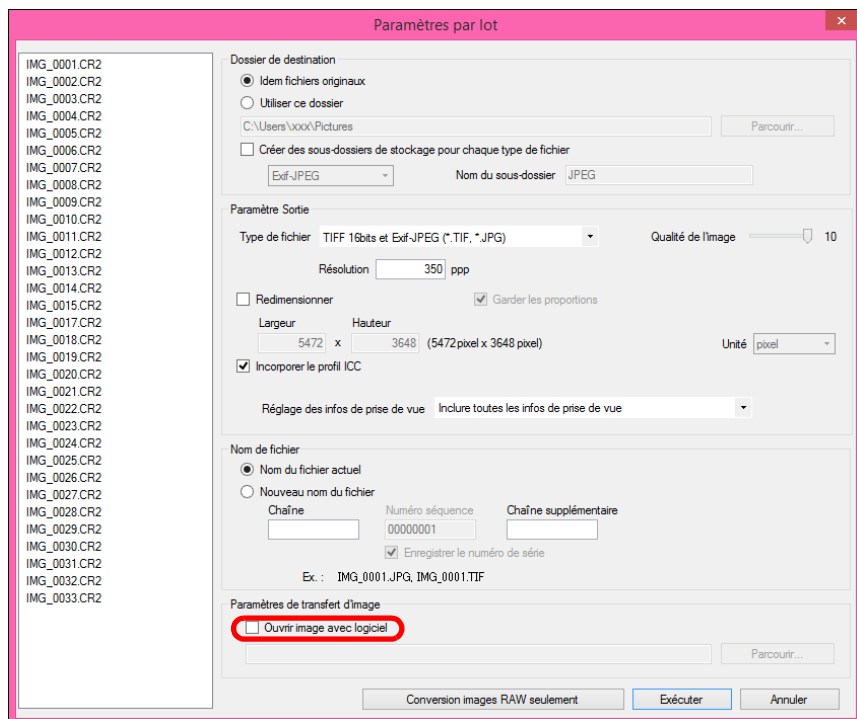 Paramètres par lot
IMG_0001.CR2
IMG_0002.CR2
IMG_0003.CR2
IMG_0004.CR2
IMG_0005.CR2
IMG_0006.CR2
IMG_0007.CR2
IMG_0008.CR2
IMG_0009.CR2
IMG_0010.CR2
IMG_0011.CR2
IMG_0012.CR2
IMG_0013.CR2
IMG_0014.CR2
IMG_0015.CR2
IMG_0017.CR2
IMG_0018.CR2
IMG_0019.CR2
IMG_0020.CR2
IMG_0021.CR2
IMG_0022.CR2
IMG_0023.CR2
IMG_0024.CR2
IMG_0025.CR2
IMG_0026.CR2
IMG_0027.CR2
IMG_0028.CR2
IMG_0029.CR2
IMG_0030.CR2
IMG_0031.CR2
IMG_0032.CR2
IMG_0033.CR2
Dossier de destination
Idem fichiers originaux
Utiliser ce dossier
C:\Users\xxx\Pictures Parcourir...
Créer des sous-dossiers de stockage pour chaque type de fichier
Exif-JPEG Nom du sous-dossier JPEG
Paramètre Sortie
Type de fichier TIFF 16bits et Exif-JPEG (*.TIF, *.JPG) Qualité de l'image 10
Résolution 350 ppp
Redimensionner Garder les proportions
Largeur Hauteur
5472 x 3648 (5472pixel x 3648 pixel) Unité pixel
Incorporer le profil ICC
Réglage des infos de prise de vue Inclure toutes les infos de prise de vue
Nom de fichier
Nom du fichier actuel
Nouveau nom du fichier
Chaîne Numéro séquence Chaîne supplémentaire
00000001
Enregistrer le numéro de série
Ex. : IMG_0001.JPG, IMG_0001.TIF
Paramètres de transfert d'image
Ouvrir image avec logiciel
Parcourir...
Conversion images RAW seulement Exécuter Annuler